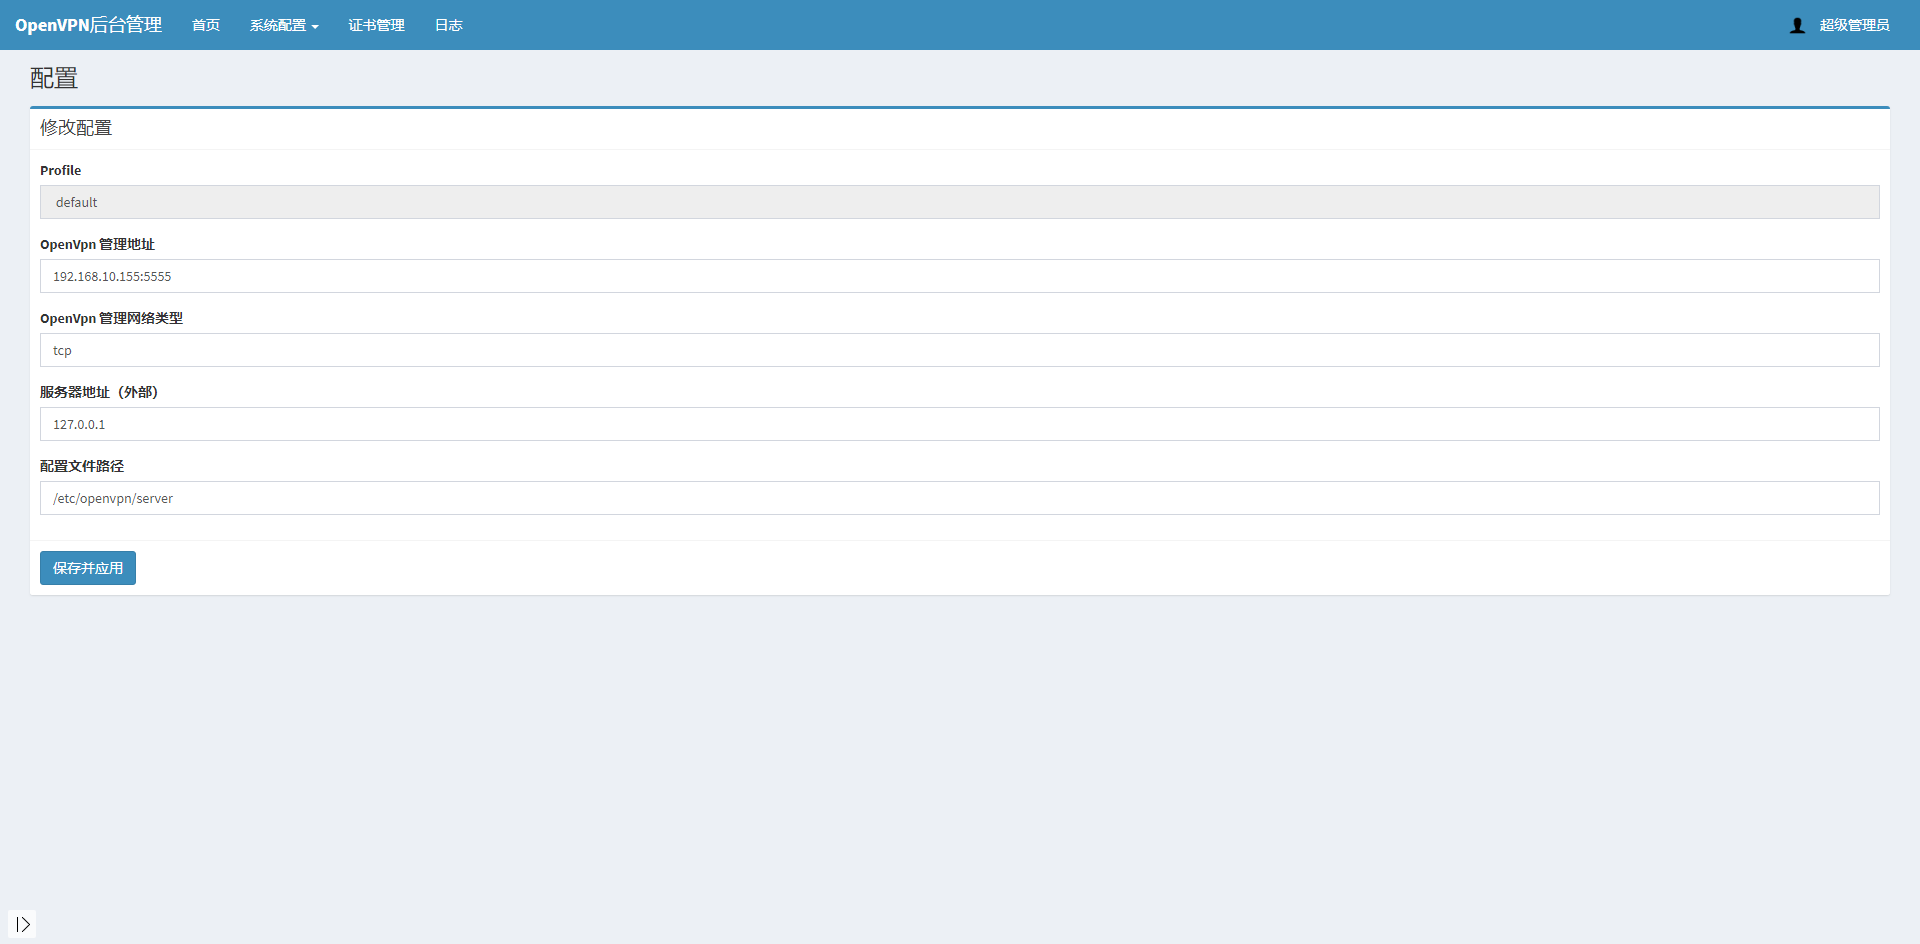 OpenVPN后台管理 首页 系统配置 证书管理 日志 超级管理员
配置
修改配置
Profile
default
OpenVpn 管理地址
192.168.10.155:5555
OpenVpn 管理网络类型
tcp
服务器地址（外部）
127.0.0.1
配置文件路径
/etc/openvpn/server
保存并应用